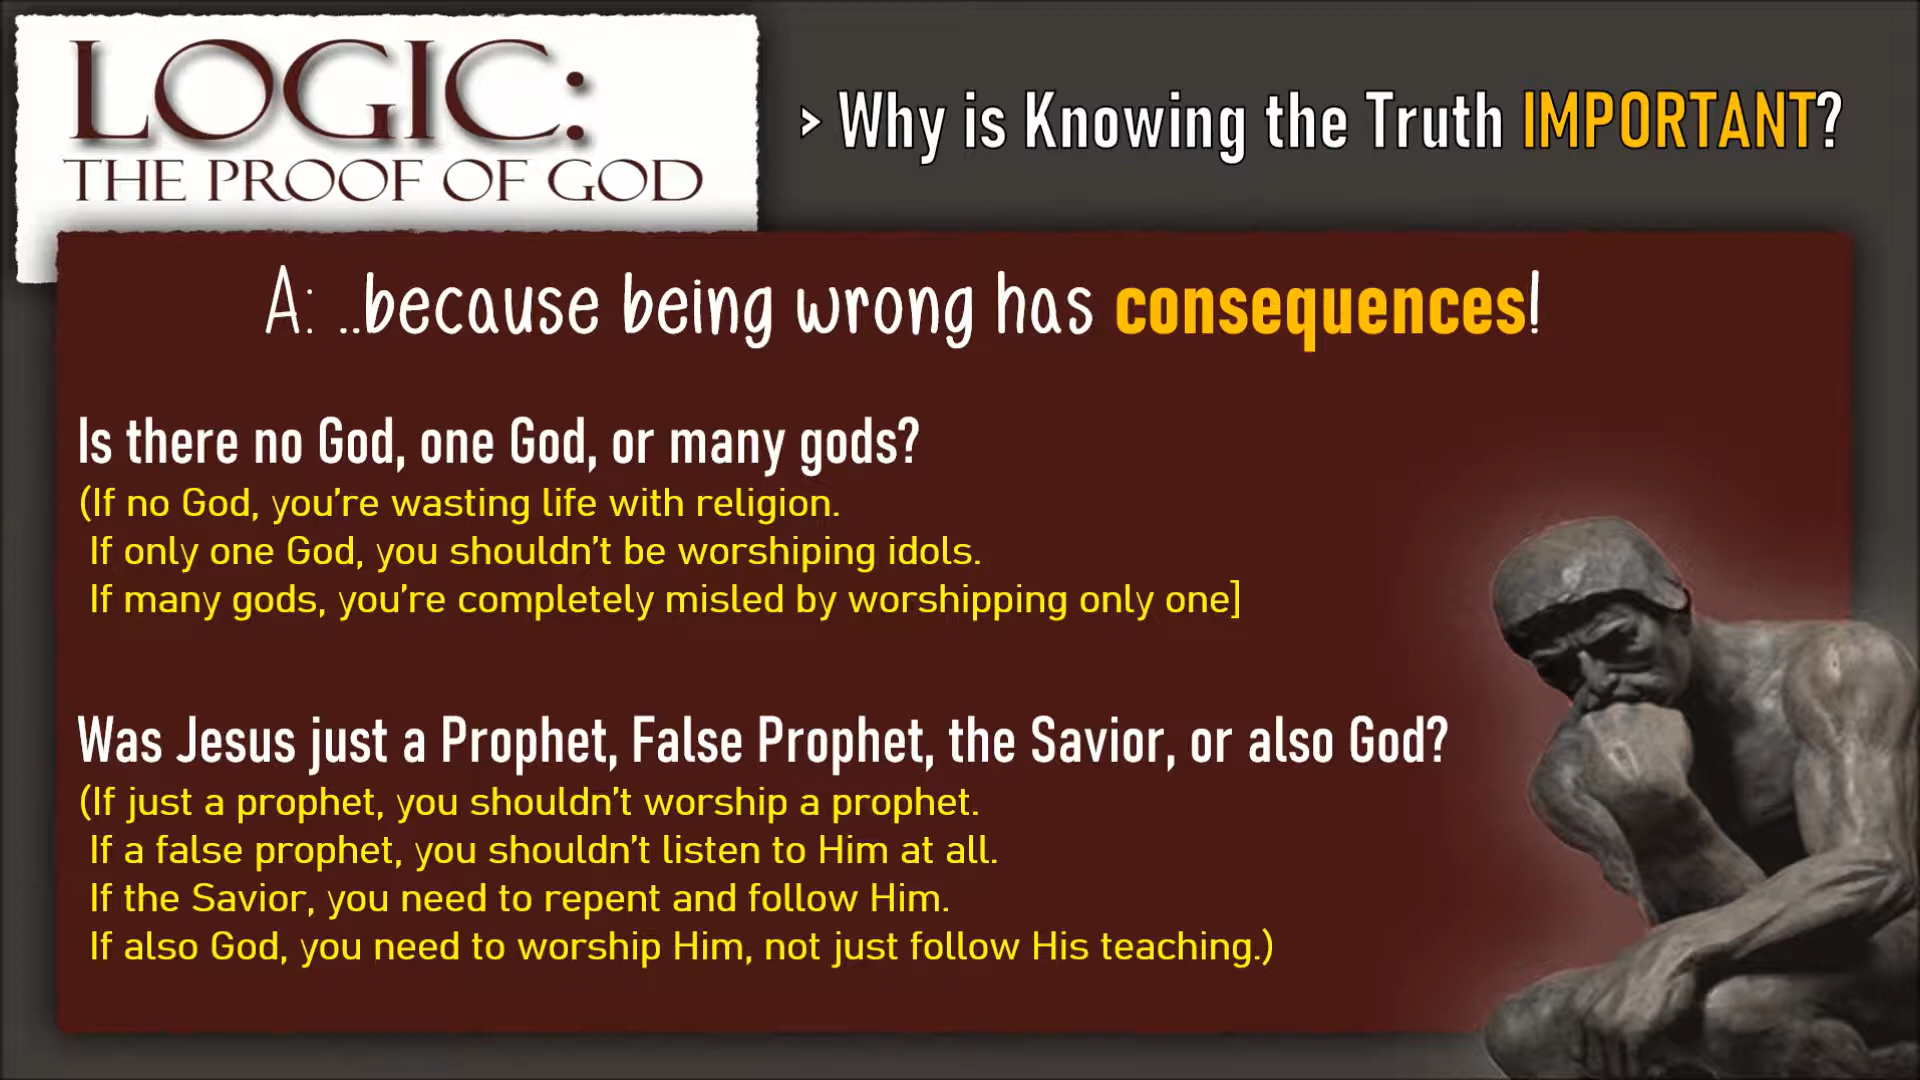 LOGIC:
THE PROOF OF GOD
> Why is Knowing the Truth IMPORTANT?
A: ..because being wrong has consequences!
Is there no God, one God, or many gods?
(If no God, you're wasting life with religion.
If only one God, you shouldn't be worshiping idols.
If many gods, you're completely misled by worshipping only one]
Was Jesus just a Prophet, False Prophet, the Savior, or also God?
(If just a prophet, you shouldn't worship a prophet.
If a false prophet, you shouldn't listen to Him at all.
If the Savior, you need to repent and follow Him.
If also God, you need to worship Him, not just follow His teaching.)